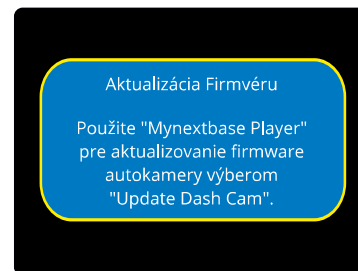 Aktualizácia Firmvéru
Použite "Mynextbase Player"
pre aktualizovanie firmware
autokamery výberom
"Update Dash Cam".